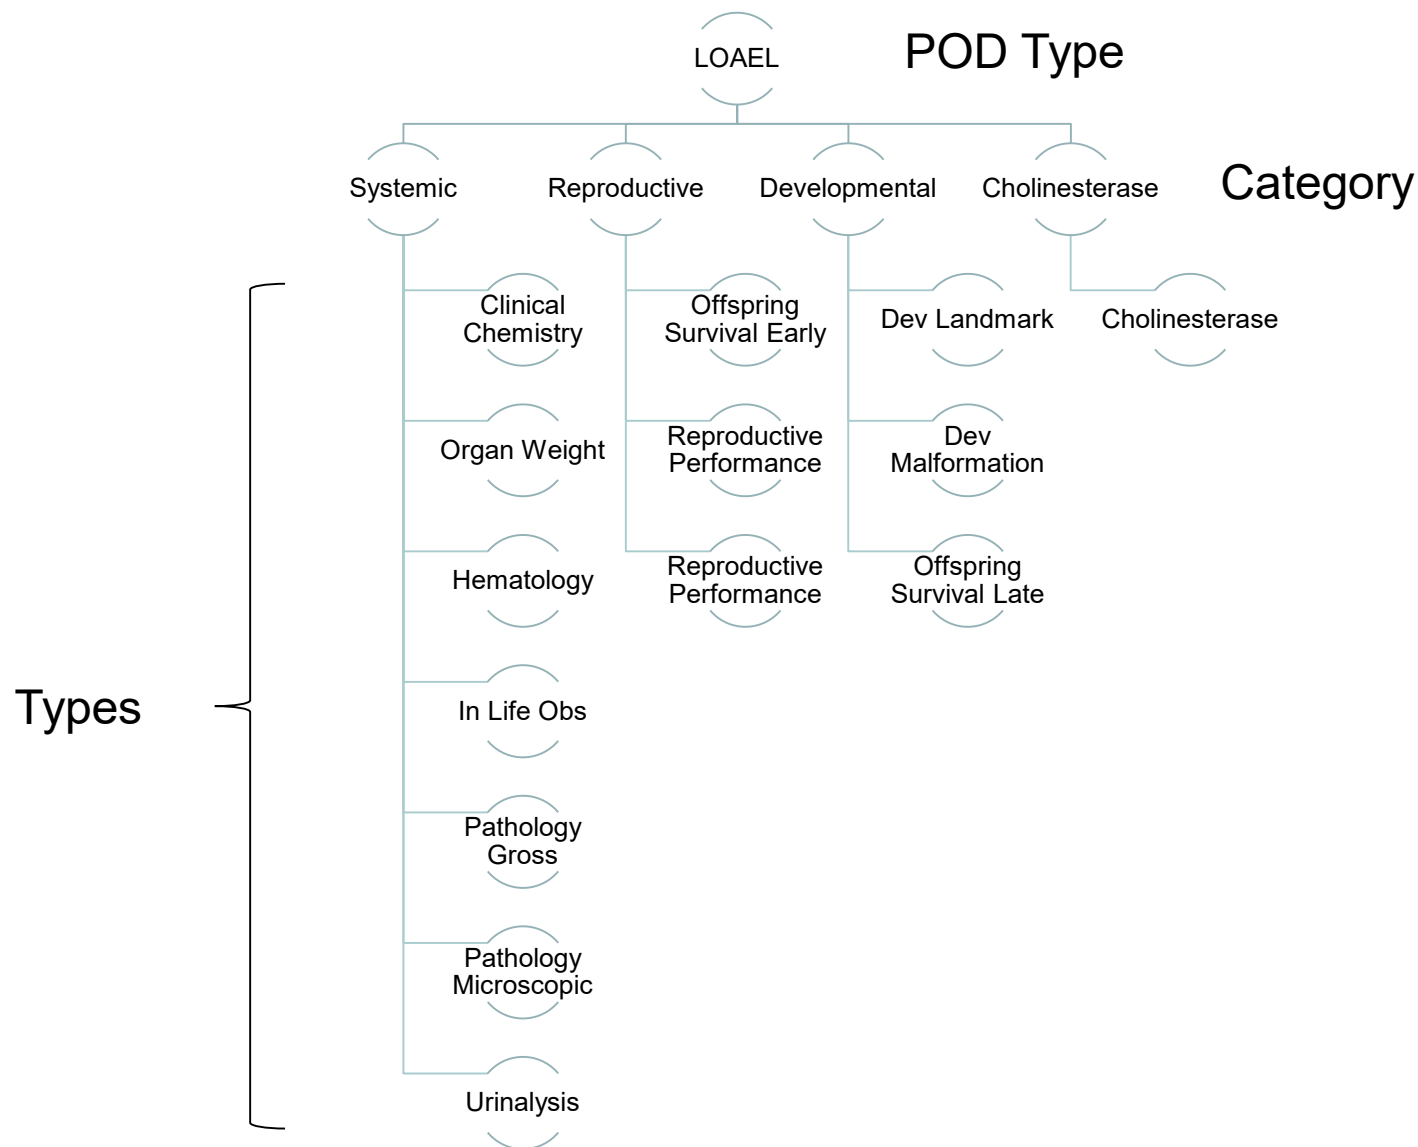 LOAEL
POD Type
Systemic
Reproductive
Developmental
Cholinesterase
Category
Clinical
Chemistry
Offspring
Survival Early
Dev Landmark
Cholinesterase
Organ Weight
Reproductive
Performance
Dev
Malformation
Hematology
Reproductive
Performance
Offspring
Survival Late
Types
In Life Obs
Pathology
Gross
Pathology
Microscopic
Urinalysis